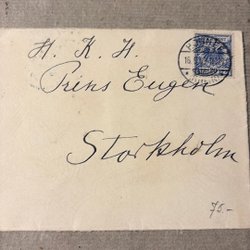 H. K. H.
Prins Eugen
Stockholm
75.-